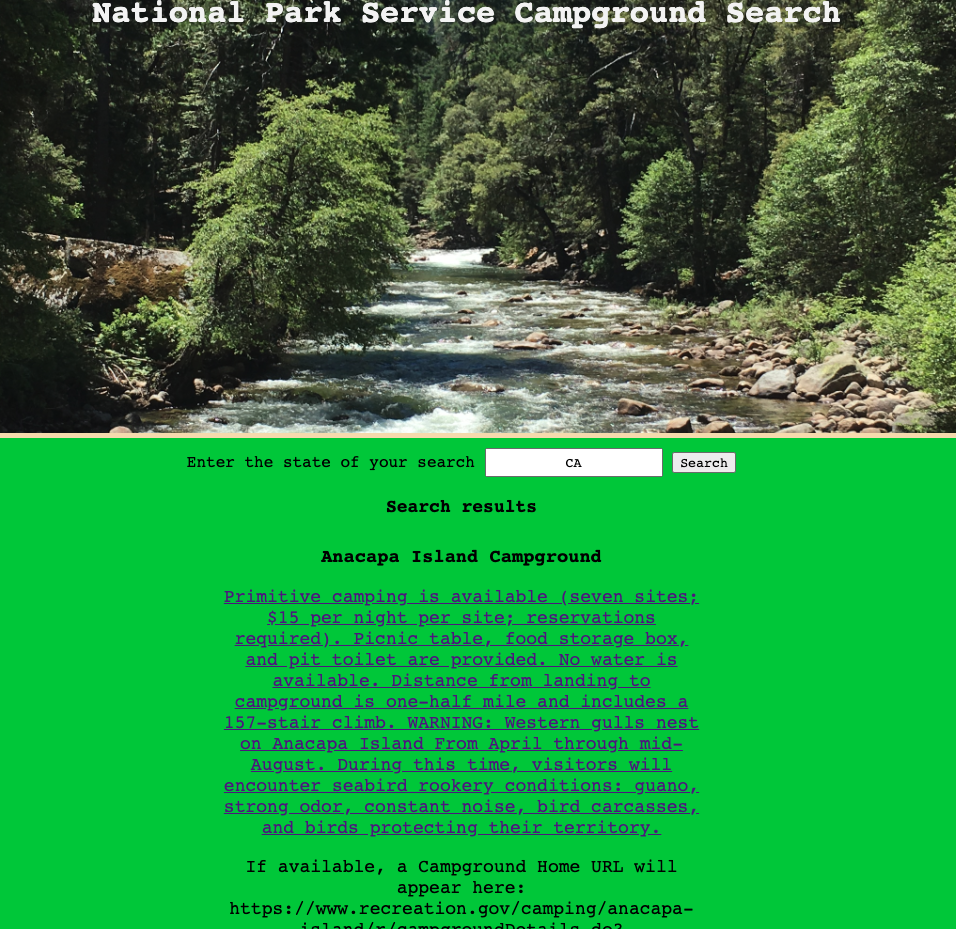 National Park Service Campground Search
Enter the state of your search CA Search
Search results
Anacapa Island Campground
Primitive camping is available (seven sites;
$15 per night per site; reservations
required). Picnic table, food storage box,
and pit toilet are provided. No water is
available. Distance from landing to
campground is one-half mile and includes a
157-stair climb. WARNING: Western gulls nest
on Anacapa Island From April through mid-
August. During this time, visitors will
encounter seabird rookery conditions: guano,
strong odor, constant noise, bird carcasses,
and birds protecting their territory.
If available, a Campground Home URL will
appear here:
https://www.recreation.gov/camping/anacapa-
island/r/campgroundDetails.do?